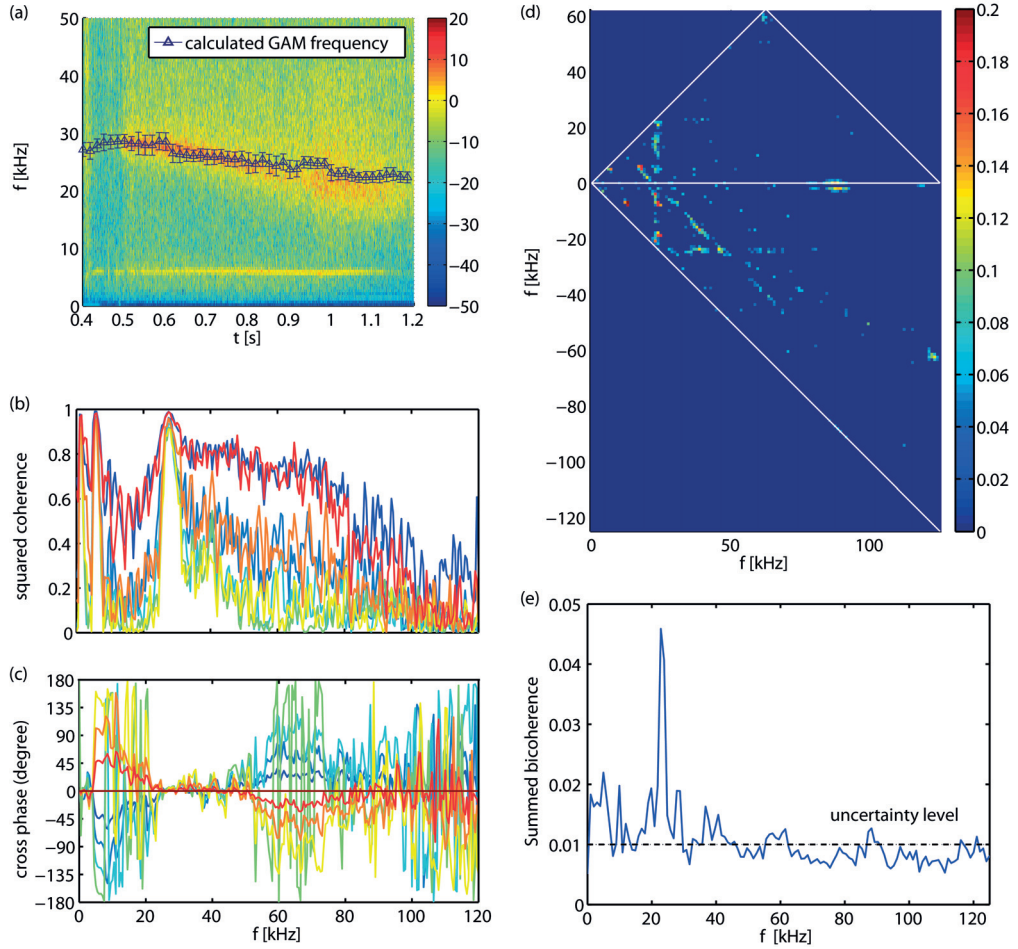 (a)
calculated GAM frequency
50
40
30
20
10
0
f [kHz]
0.4 0.5 0.6 0.7 0.8 0.9 1 1.1 1.2
t [s]
20
10
0
−10
−20
−30
−40
−50
(b)
1
0.8
0.6
0.4
0.2
0
squared coherence
(c)
180
135
90
45
0
−45
−90
−135
−180
cross phase (degree)
0 20 40 60 80 100 120
f [kHz]
(d)
60
40
20
0
−20
−40
−60
−80
−100
−120
f [kHz]
0 50 100
f [kHz]
0.2
0.18
0.16
0.14
0.12
0.1
0.08
0.06
0.04
0.02
0
(e)
0.05
0.04
0.03
0.02
0.01
0.00
Summed bicoherence
uncertainty level
0 20 40 60 80 100 120
f [kHz]